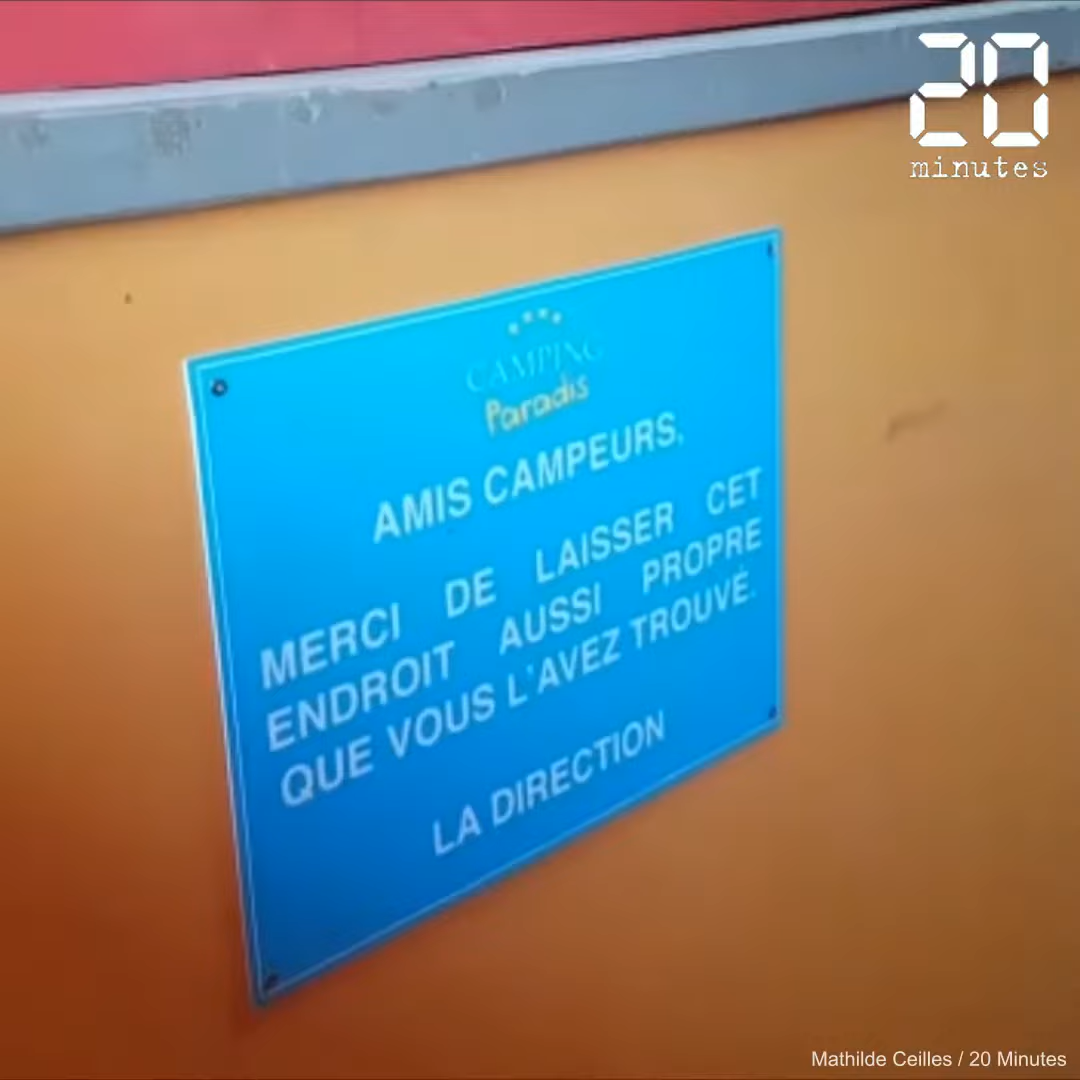 20
minutes
CAMPING
Paradis
AMIS CAMPEURS,
MERCI DE LAISSER CET
ENDROIT AUSSI PROPRE
QUE VOUS L'AVEZ TROUVÉ.
LA DIRECTION
Mathilde Ceilles / 20 Minutes